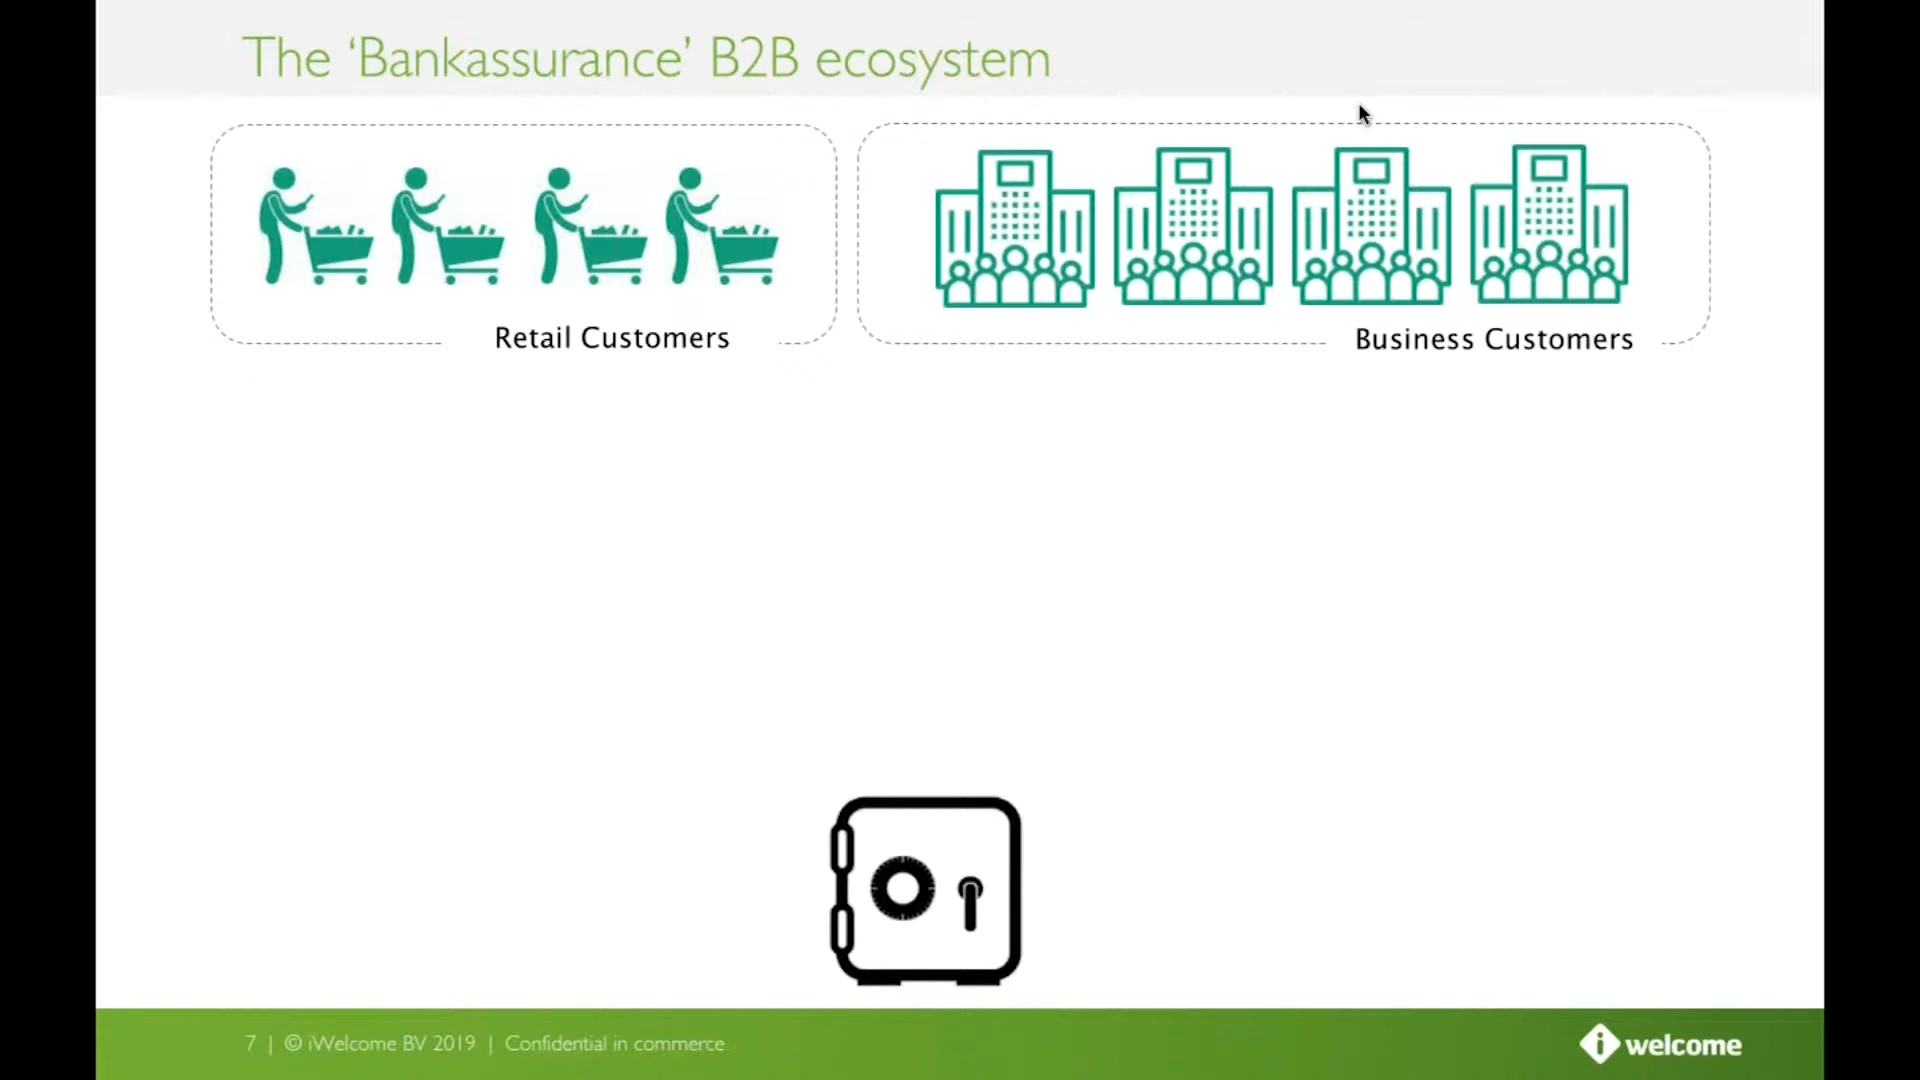 The ‘Bankassurance’ B2B ecosystem
Retail Customers
Business Customers
7 | © iWelcome BV 2019 | Confidential in commerce
i welcome